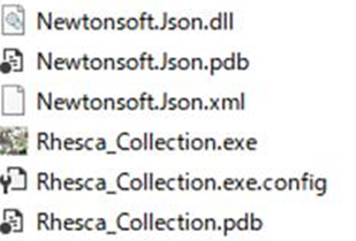 Newtonsoft.Json.dll
Newtonsoft.Json.pdb
Newtonsoft.Json.xml
Rhesca_Collection.exe
Rhesca_Collection.exe.config
Rhesca_Collection.pdb